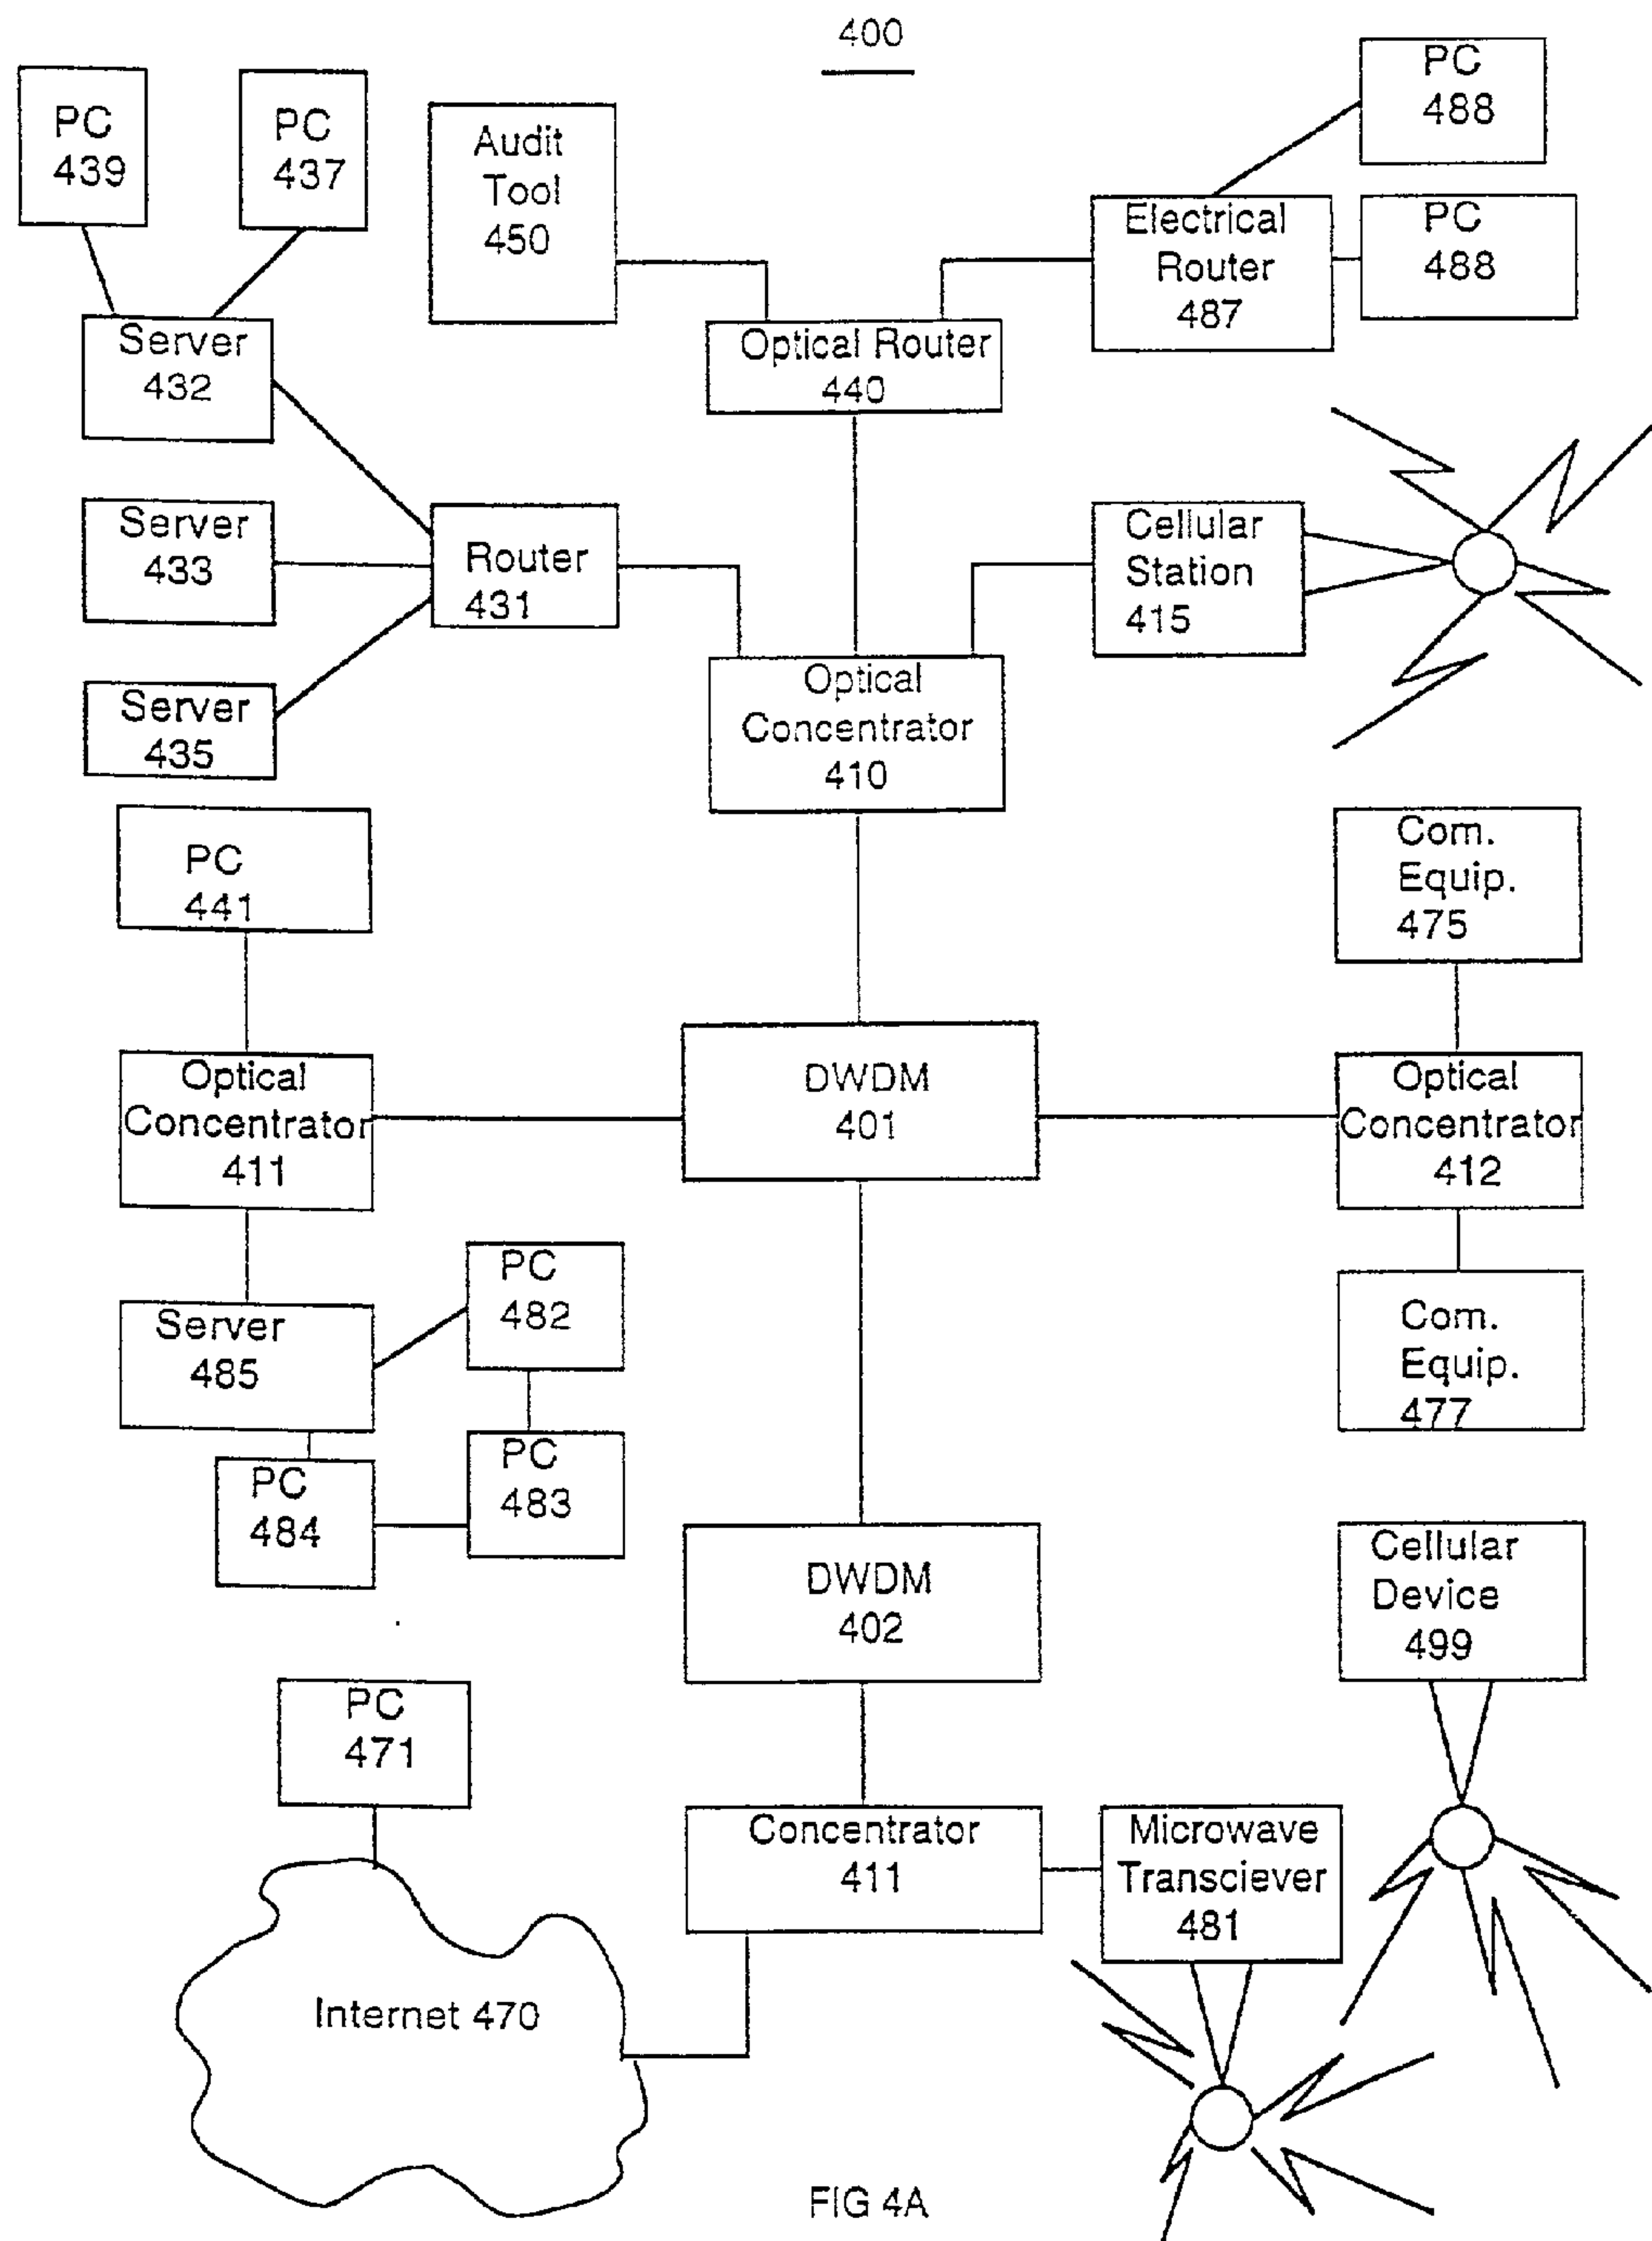 400
PC
439
PC
437
Audit
Tool
450
PC
488
Electrical
Router
487
PC
488
Server
432
Optical Router
440
Server
433
Router
431
Cellular
Station
415
Server
435
Optical
Concentrator
410
PC
441
Com.
Equip.
475
Optical
Concentrator
411
DWDM
401
Optical
Concentrator
412
Server
485
PC
482
Com.
Equip.
477
PC
484
PC
483
DWDM
402
Cellular
Device
499
PC
471
Concentrator
411
Microwave
Transciever
481
Internet 470
FIG 4A